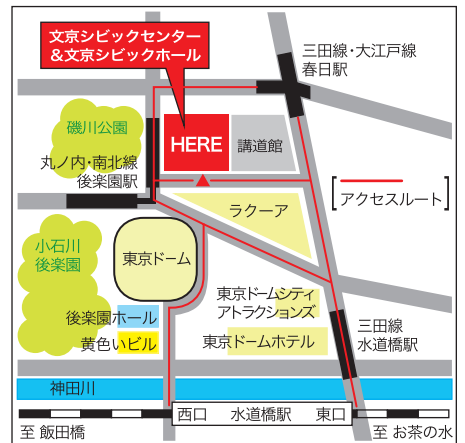 文京シビックセンター
&文京シビックホール
三田線・大江戸線
春日駅
礒川公園
HERE
講道館
丸ノ内・南北線
後楽園駅
アクセスルート
ラクーア
小石川
後楽園
東京ドーム
東京ドームシティ
アトラクションズ
後楽園ホール
黄色いビル
東京ドームホテル
三田線
水道橋駅
神田川
西口 水道橋駅 東口
至 飯田橋
至 お茶の水